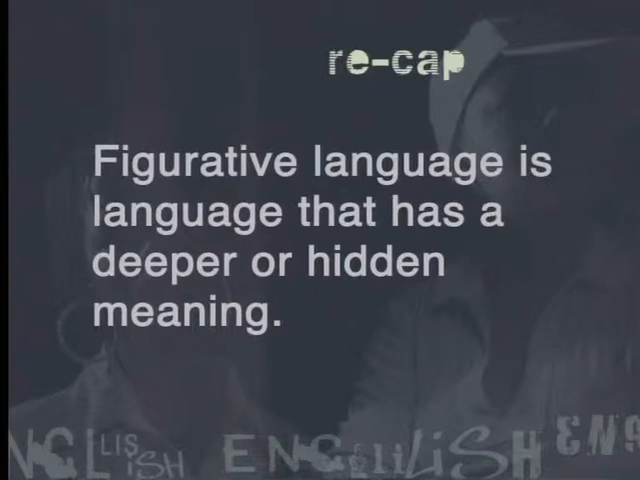 re-cap
Figurative language is
language that has a
deeper or hidden
meaning.